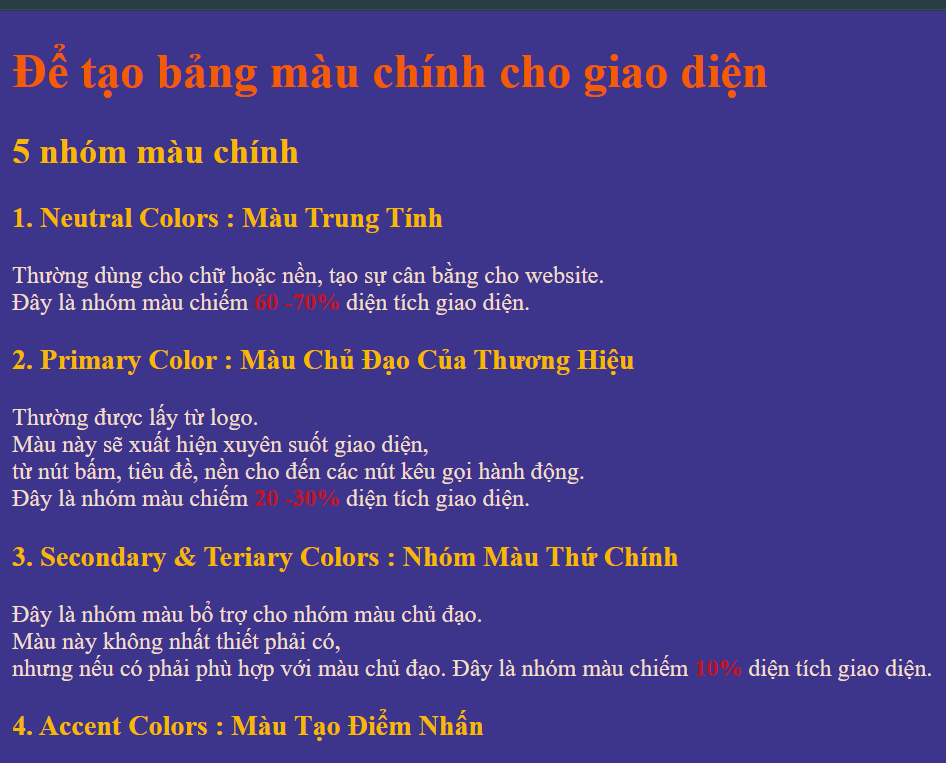 Để tạo bảng màu chính cho giao diện
5 nhóm màu chính
1. Neutral Colors : Màu Trung Tính
Thường dùng cho chữ hoặc nền, tạo sự cân bằng cho website.
Đây là nhóm màu chiếm 60 -70% diện tích giao diện.
2. Primary Color : Màu Chủ Đạo Của Thương Hiệu
Thường được lấy từ logo.
Màu này sẽ xuất hiện xuyên suốt giao diện,
từ nút bấm, tiêu đề, nền cho đến các nút kêu gọi hành động.
Đây là nhóm màu chiếm 20 -30% diện tích giao diện.
3. Secondary & Teriary Colors : Nhóm Màu Thứ Chính
Đây là nhóm màu bổ trợ cho nhóm màu chủ đạo.
Màu này không nhất thiết phải có,
nhưng nếu có phải phù hợp với màu chủ đạo. Đây là nhóm màu chiếm 10% diện tích giao diện.
4. Accent Colors : Màu Tạo Điểm Nhấn